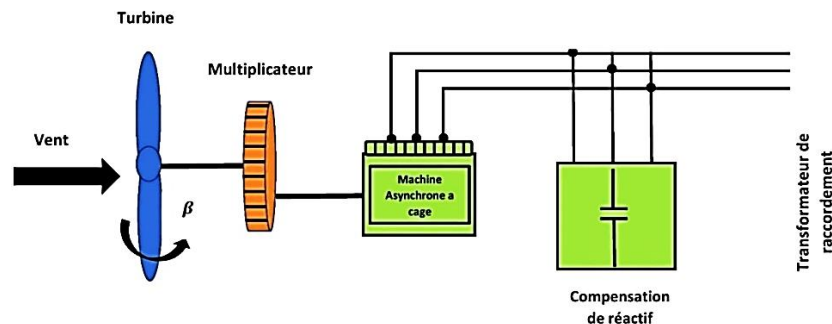 Turbine
Multiplicateur
Vent
β
Machine
Asynchrone a
cage
Compensation
de réactif
Transformateur de
raccordement